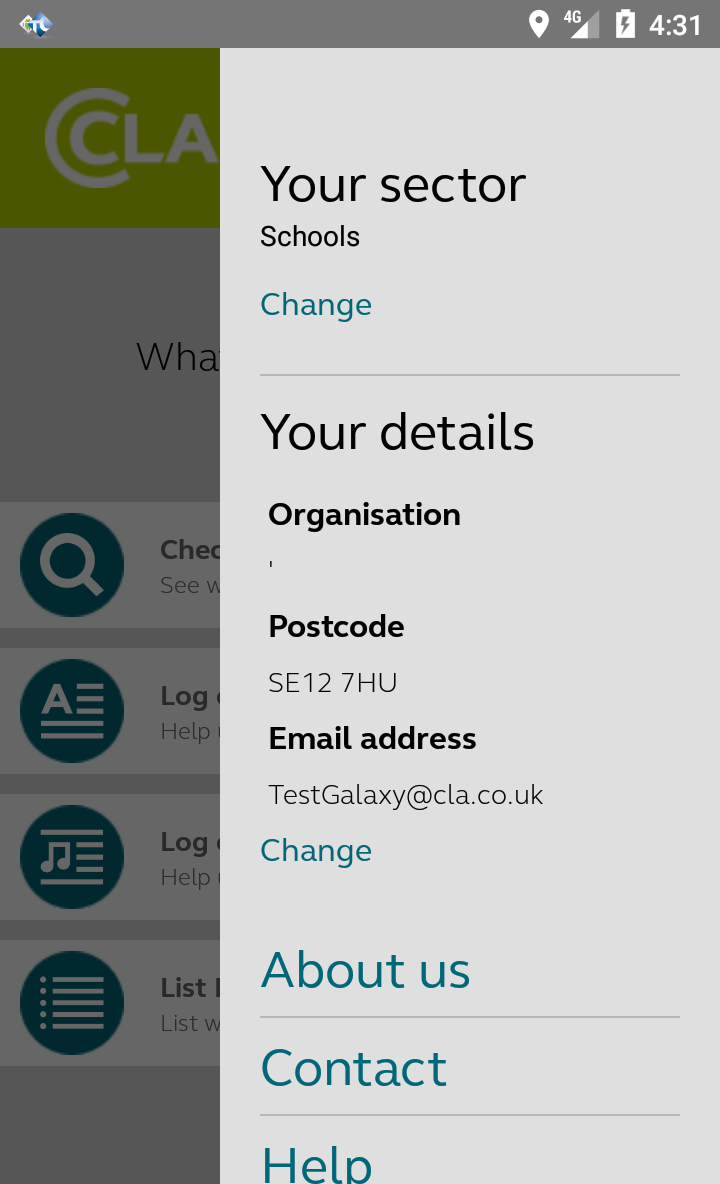 4G 4:31
CLA
Your sector
Schools
Change
What
Your details
Organisation
'
Chec
See w
Postcode
SE12 7HU
Log
Help
Email address
TestGalaxy@cla.co.uk
Change
Log
Help
About us
List
List w
Contact
Help